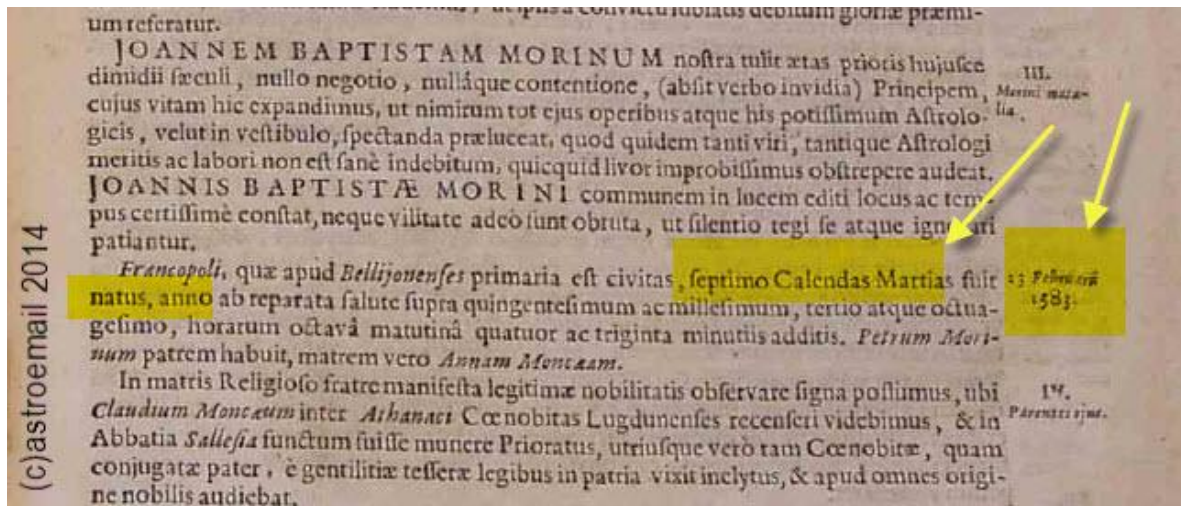 um referatur.
JOANNEM BAPTISTAM MORINUM noſtra tulit ætas prioris hujuſce
dimidii ſæculi, nullo negotio, nullâque contentione, (abſit verbo invidia) Principem,
cujus vitam hic expandimus, ut nimirum tot ejus operibus atque his potiſſimum Aſtrolo-
gicis, velut in veſtibulo, ſpectanda præluceat, quod quidem tanti viri, tantique Aſtrologi
meritis ac labori non eſt ſanè indebitum, quicquid livor improbiſſimus obſtrepere audeat.
JOANNIS BAPTISTÆ MORINI communem in lucem editi locus ac tem-
pus certiſſimè conſtat, neque vilitate adeò ſunt obruta, ut ſilentio tegi ſe atque ignorari
patiantur.
Francopoli, quæ apud Bellijonenſes primaria eſt civitas, ſeptimo Calendas Martias fuit
natus, anno ab reparata ſalute ſupra quingenteſimum ac milleſimum, tertio atque octua-
geſimo, horarum octavâ matutinâ quatuor ac triginta minutiis additis. Petrum Mori-
num patrem habuit, matrem vero Annam Monteam.
In matris Religioſo fratre manifeſta legitimæ nobilitatis obſervare ſigna poſſumus, ubi
Claudium inter Athanaci Cœnobitas Lugdunenſes recenſeri videbimus, & in
Abbatia Salleſia functum fuiſſe munere Prioratus, utriuſque verò tam Cœnobitæ, quam
conjugatæ pater, è gentilitiæ teſſeræ legibus in patria vixit inclytus, & apud omnes origi-
ne nobilis audiebat.
III.
Morini nata-
lia.
23 Februarii
1583.
IV.
Parentes ejus.
(c)astroemail 2014